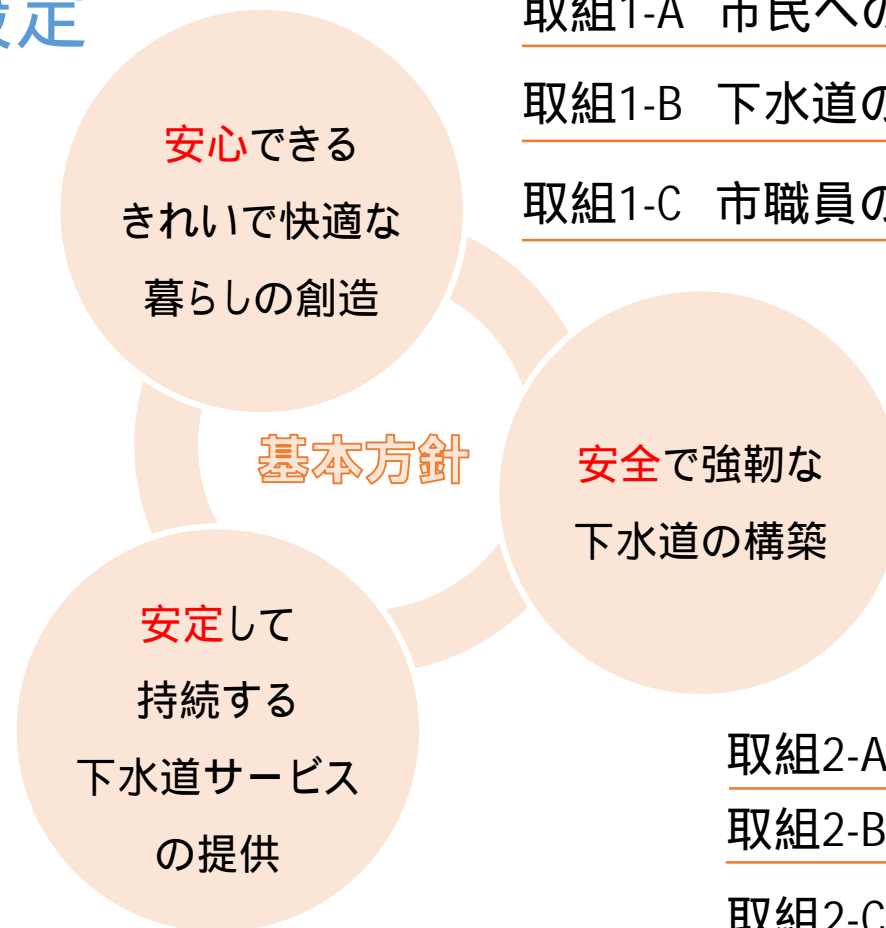 定
取組1-A 市民への
取組1-B 下水道の
取組1-C 市職員の
安心できる
きれいで快適な
暮らしの創造
基本方針
安全で強靭な
下水道の構築
安定して
持続する
下水道サービス
の提供
取組2-A
取組2-B
取組2-C